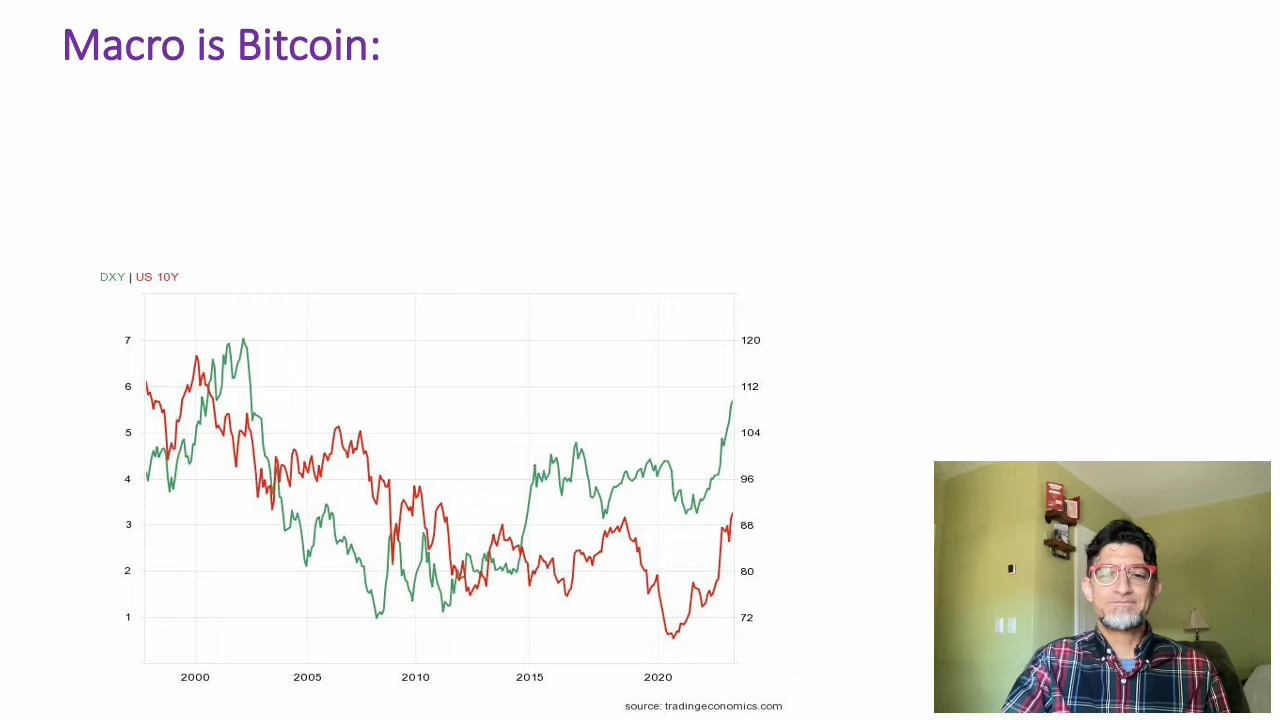 Macro is Bitcoin:
DXY | US 10Y
7 120
6 112
5 104
4 96
3 88
2 80
1 72
2000 2005 2010 2015 2020
source: tradingeconomics.com